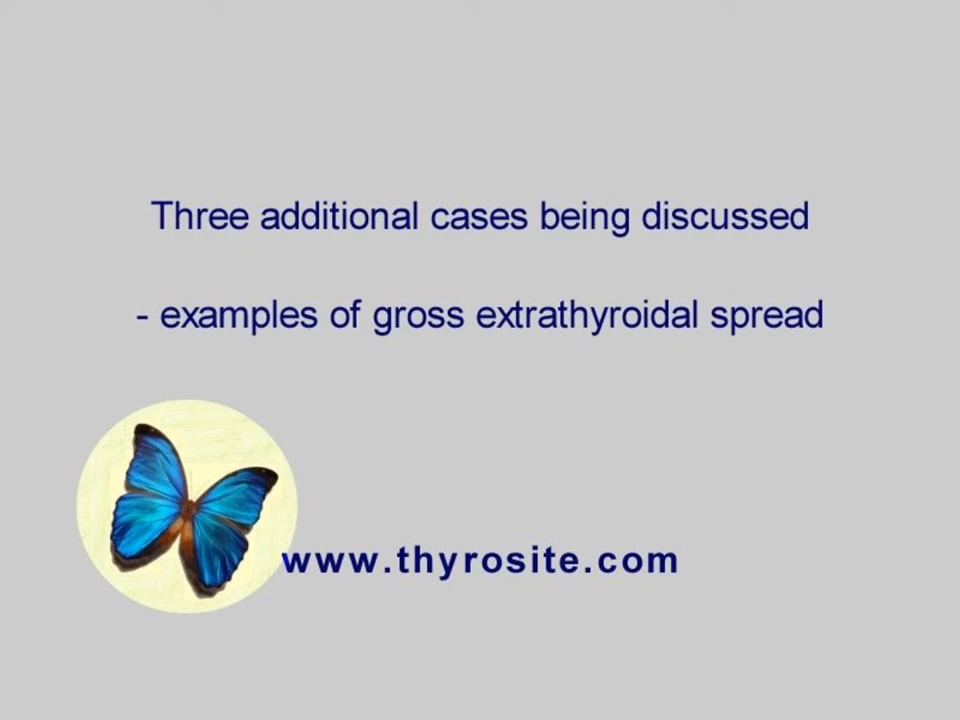 Three additional cases being discussed
- examples of gross extrathyroidal spread
www.thyrosite.com